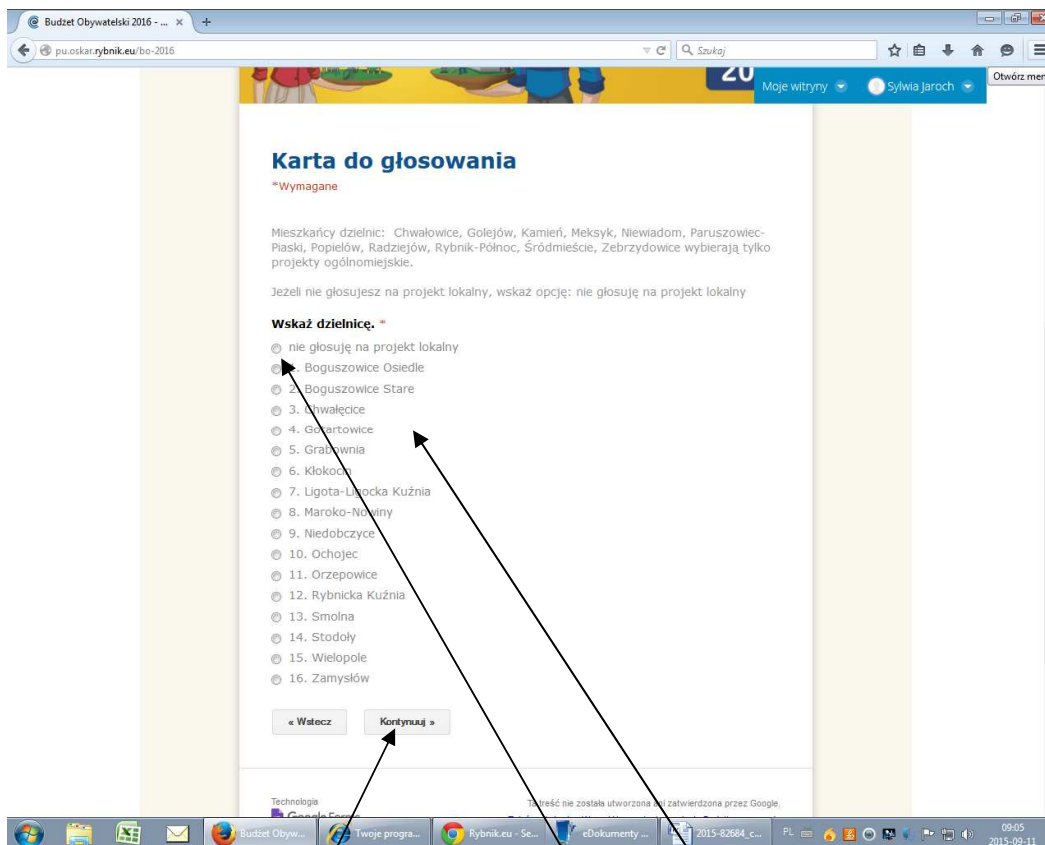 Budżet Obywatelski 2016 - ... × +
pu.oskar.rybnik.eu/bo-2016
Szukaj
Otwórz men
20
Moje witryny
Sylwia Jaroch
Karta do głosowania
*Wymagane
Mieszkańcy dzielnic: Chwałowice, Golejów, Kamień, Meksyk, Niewiadom, Paruszowiec-
Piaski, Popielów, Radziejów, Rybnik-Północ, Śródmieście, Zebrzydowice wybierają tylko
projekty ogólnomiejskie.
Jeżeli nie głosujesz na projekt lokalny, wskaż opcję: nie głosuję na projekt lokalny
Wskaż dzielnicę. *
nie głosuję na projekt lokalny
1. Boguszowice Osiedle
2. Boguszowice Stare
3. Chwałęcice
4. Gotartowice
5. Grabownia
6. Kłokocin
7. Ligota-Ligocka Kuźnia
8. Maroko-Nowiny
9. Niedobczyce
10. Ochojec
11. Orzepowice
12. Rybnicka Kuźnia
13. Smolna
14. Stodoły
15. Wielopole
16. Zamysłów
« Wstecz
Kontynuuj »
Technologia
Google Forms
Ta treść nie została utworzona ani zatwierdzona przez Google.
Budżet Obyw...
Twoje progra...
Rybnik.eu - Se...
eDokumenty ...
2015-82684_c...
PL
09:05
2015-09-11